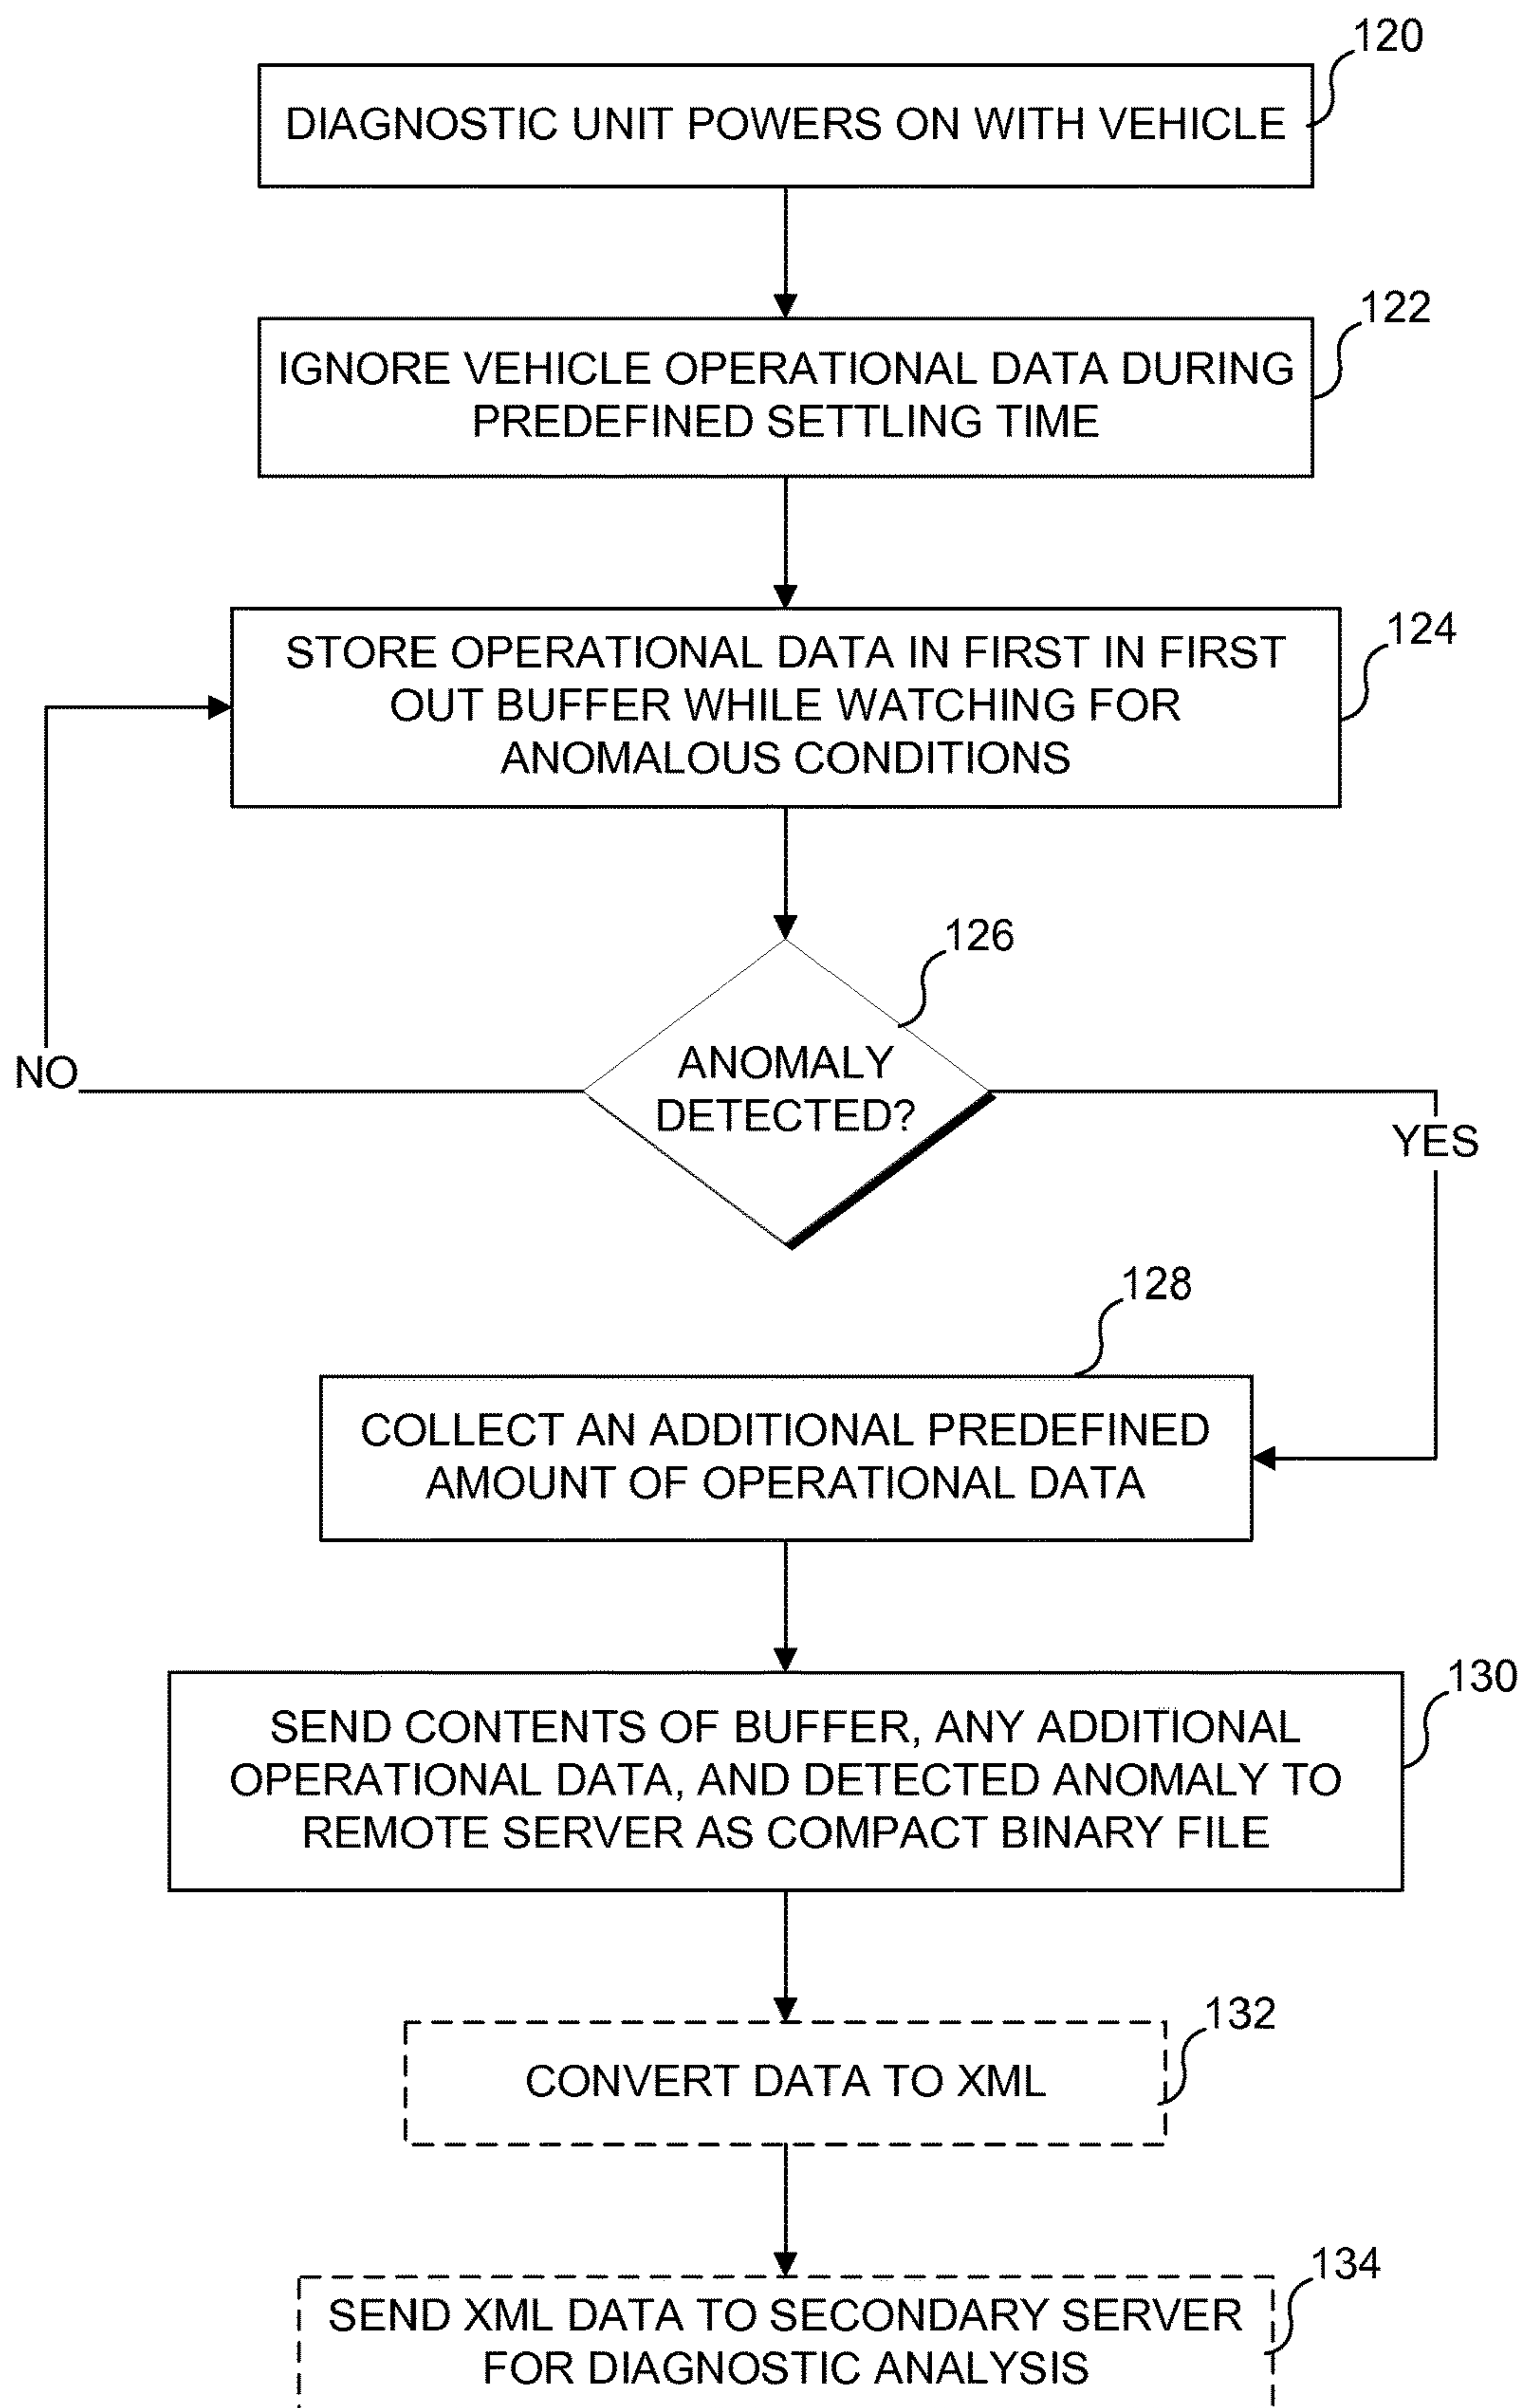 120
DIAGNOSTIC UNIT POWERS ON WITH VEHICLE
122
IGNORE VEHICLE OPERATIONAL DATA DURING
PREDEFINED SETTLING TIME
124
STORE OPERATIONAL DATA IN FIRST IN FIRST
OUT BUFFER WHILE WATCHING FOR
ANOMALOUS CONDITIONS
126
ANOMALY
DETECTED?
NO
YES
128
COLLECT AN ADDITIONAL PREDEFINED
AMOUNT OF OPERATIONAL DATA
130
SEND CONTENTS OF BUFFER, ANY ADDITIONAL
OPERATIONAL DATA, AND DETECTED ANOMALY TO
REMOTE SERVER AS COMPACT BINARY FILE
132
CONVERT DATA TO XML
134
SEND XML DATA TO SECONDARY SERVER
FOR DIAGNOSTIC ANALYSIS